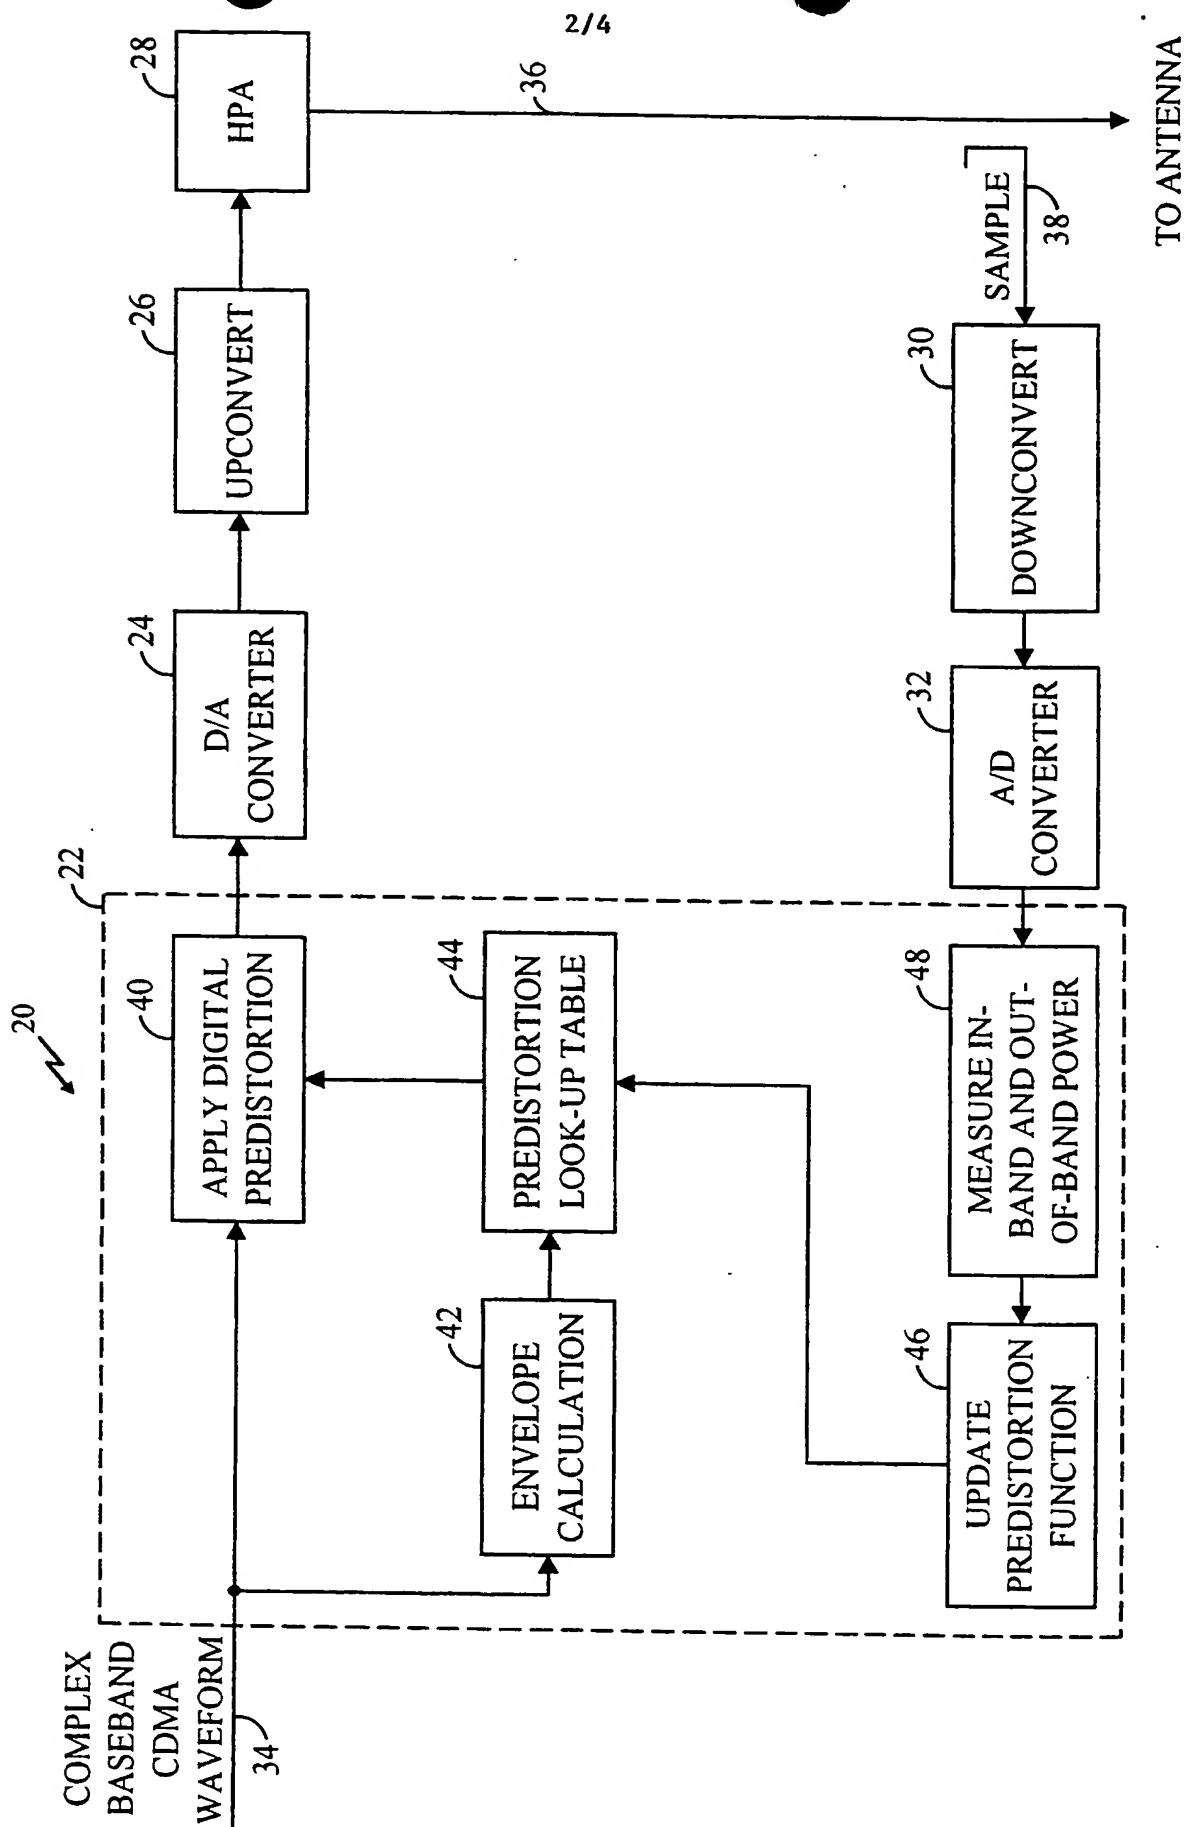 2/4
20
22
COMPLEX
BASEBAND
CDMA
WAVEFORM
34
40
APPLY DIGITAL
PREDISTORTION
24
D/A
CONVERTER
26
UPCONVERT
28
HPA
36
TO ANTENNA
42
ENVELOPE
CALCULATION
44
PREDISTORTION
LOOK-UP TABLE
46
UPDATE
PREDISTORTION
FUNCTION
48
MEASURE IN-
BAND AND OUT-
OF-BAND POWER
32
A/D
CONVERTER
30
DOWNCONVERT
SAMPLE
38